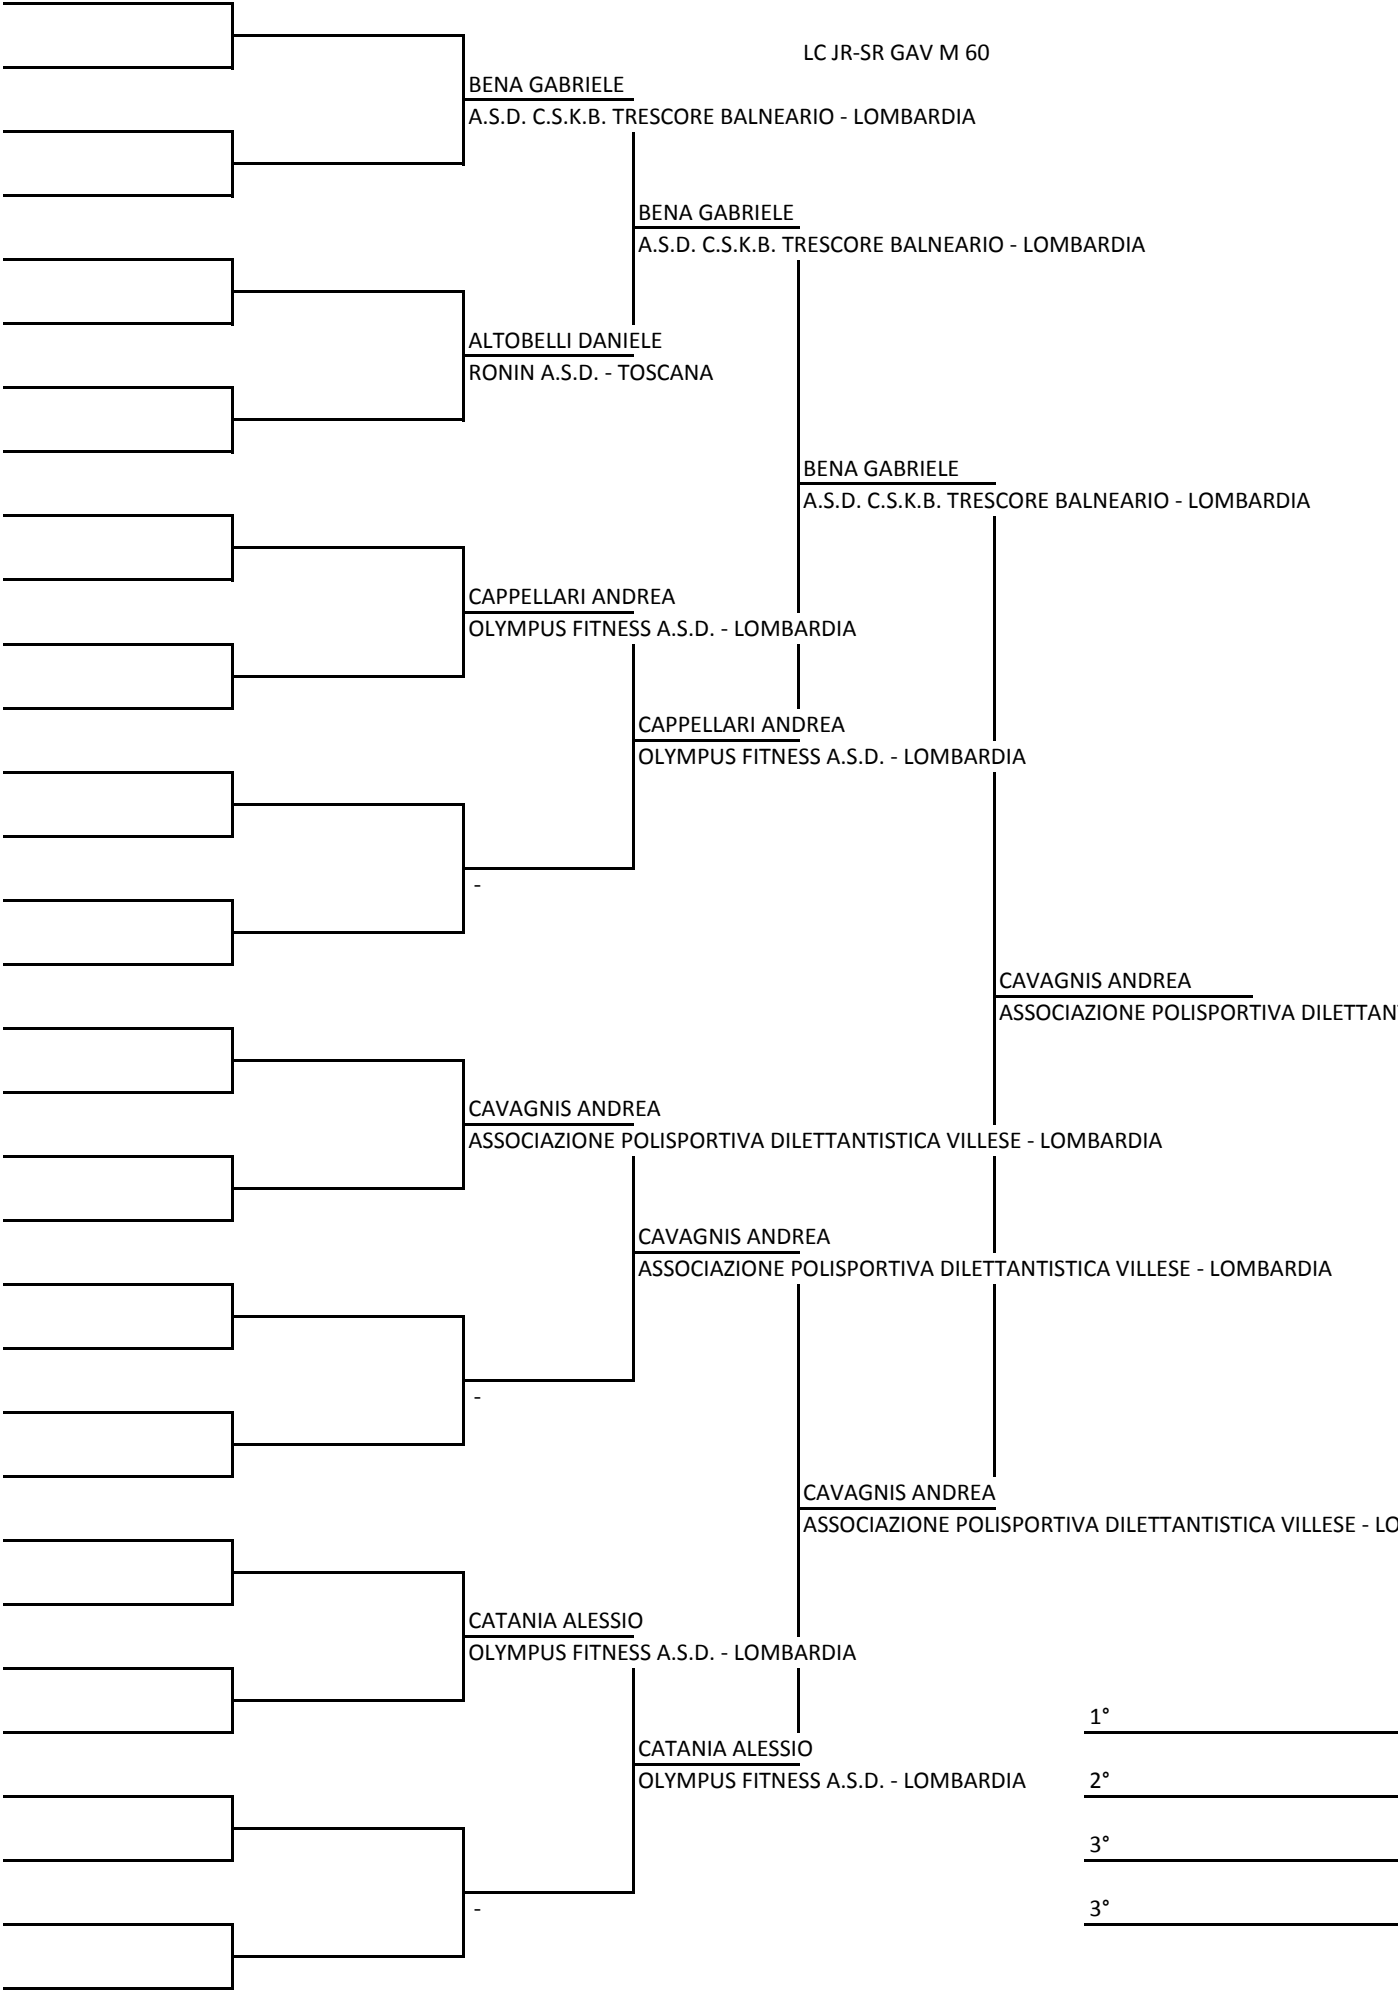 LC JR-SR GAV M 60
BENA GABRIELE
A.S.D. C.S.K.B. TRESCORE BALNEARIO - LOMBARDIA
BENA GABRIELE
A.S.D. C.S.K.B. TRESCORE BALNEARIO - LOMBARDIA
ALTOBELLI DANIELE
RONIN A.S.D. - TOSCANA
BENA GABRIELE
A.S.D. C.S.K.B. TRESCORE BALNEARIO - LOMBARDIA
CAPPELLARI ANDREA
OLYMPUS FITNESS A.S.D. - LOMBARDIA
CAPPELLARI ANDREA
OLYMPUS FITNESS A.S.D. - LOMBARDIA
-
CAVAGNIS ANDREA
ASSOCIAZIONE POLISPORTIVA DILETTAN
CAVAGNIS ANDREA
ASSOCIAZIONE POLISPORTIVA DILETTANTISTICA VILLESE - LOMBARDIA
CAVAGNIS ANDREA
ASSOCIAZIONE POLISPORTIVA DILETTANTISTICA VILLESE - LOMBARDIA
-
CAVAGNIS ANDREA
ASSOCIAZIONE POLISPORTIVA DILETTANTISTICA VILLESE - LO
CATANIA ALESSIO
OLYMPUS FITNESS A.S.D. - LOMBARDIA
1°
CATANIA ALESSIO
OLYMPUS FITNESS A.S.D. - LOMBARDIA
2°
3°
3°
-